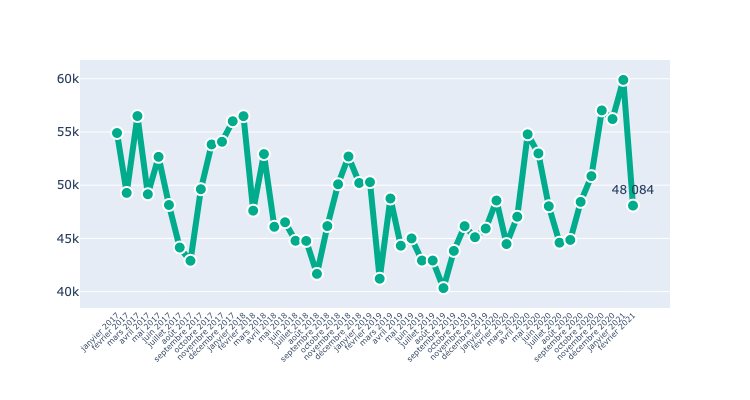 60k
55k
50k
45k
40k
48 084
janvier 2017
février 2017
mars 2017
avril 2017
mai 2017
juin 2017
juillet 2017
août 2017
septembre 2017
octobre 2017
novembre 2017
décembre 2017
janvier 2018
février 2018
mars 2018
avril 2018
mai 2018
juin 2018
juillet 2018
août 2018
septembre 2018
octobre 2018
novembre 2018
décembre 2018
janvier 2019
février 2019
mars 2019
avril 2019
mai 2019
juin 2019
juillet 2019
août 2019
septembre 2019
octobre 2019
novembre 2019
décembre 2019
janvier 2020
février 2020
mars 2020
avril 2020
mai 2020
juin 2020
juillet 2020
août 2020
septembre 2020
octobre 2020
novembre 2020
décembre 2020
janvier 2021
février 2021